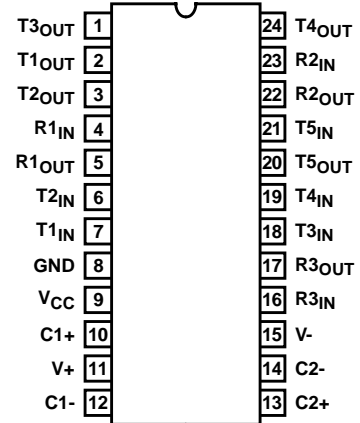 T3OUT 1 24 T4OUT
T1OUT 2 23 R2IN
T2OUT 3 22 R2OUT
R1IN 4 21 T5IN
R1OUT 5 20 T5OUT
T2IN 6 19 T4IN
T1IN 7 18 T3IN
GND 8 17 R3OUT
VCC 9 16 R3IN
C1+ 10 15 V-
V+ 11 14 C2-
C1- 12 13 C2+